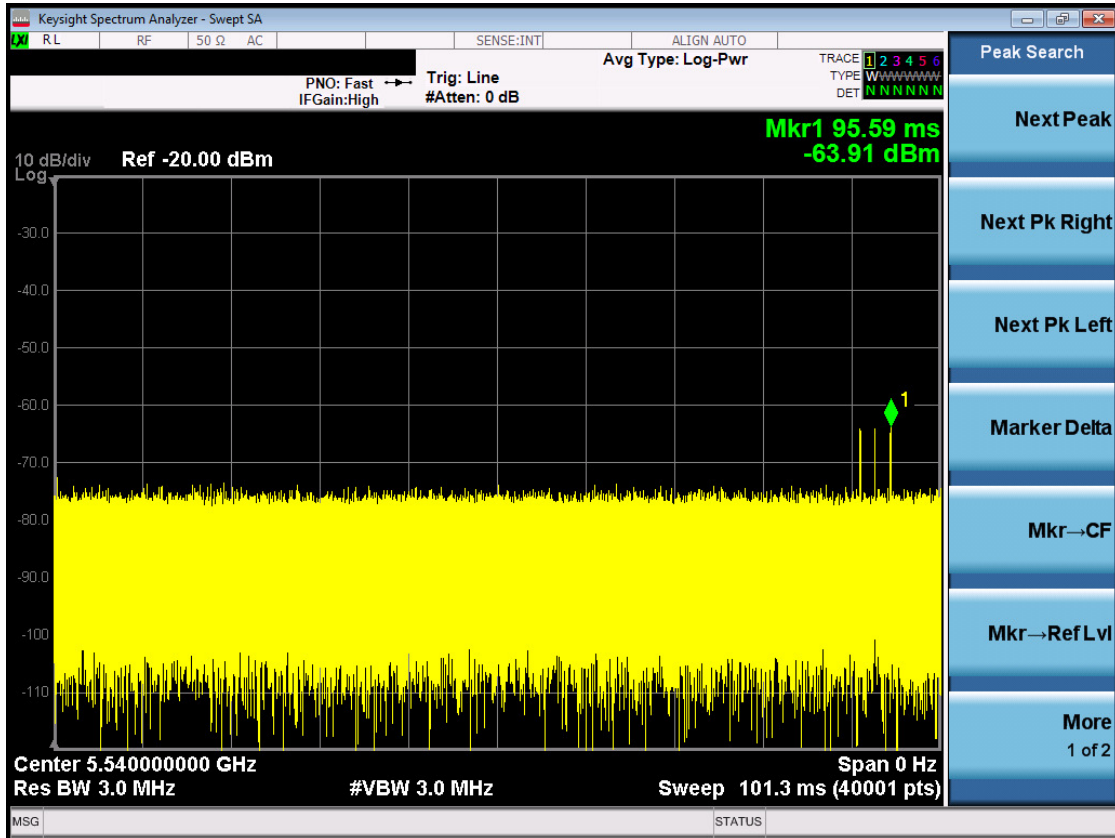 Keysight Spectrum Analyzer - Swept SA
LXI RL RF 50 Ω AC SENSE:INT ALIGN AUTO
Avg Type: Log-Pwr
TRACE 1 2 3 4 5 6
PNO: Fast Trig: Line
TYPE WWWWWW
IFGain:High #Atten: 0 dB
DET N N N N N N
Mkr1 95.59 ms
-63.91 dBm
10 dB/div Ref -20.00 dBm
Log
1
-30.0
-40.0
-50.0
-60.0
-70.0
-80.0
-90.0
-100
-110
Center 5.540000000 GHz Span 0 Hz
Res BW 3.0 MHz #VBW 3.0 MHz Sweep 101.3 ms (40001 pts)
MSG STATUS
Peak Search
Next Peak
Next Pk Right
Next Pk Left
Marker Delta
Mkr→CF
Mkr→Ref Lvl
More
1 of 2